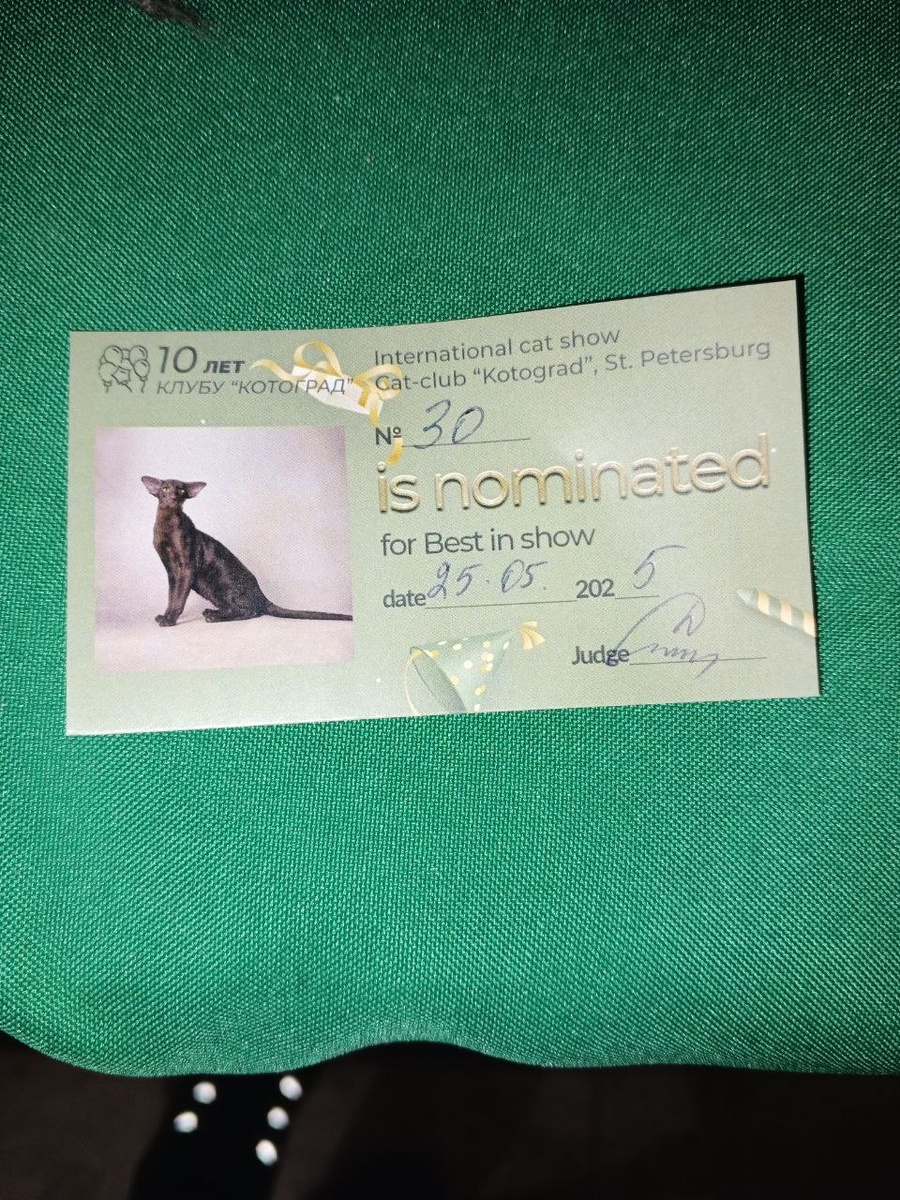 10 ЛЕТ
КЛУБУ "КОТОГРАД"
International cat show
Cat-club "Kotograd", St. Petersburg
№ 30
is nominated
for Best in show
date 25.05. 2025
Judge